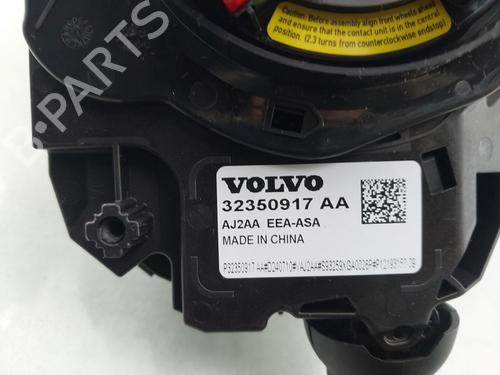 Caution: Before assembly align front wheels ahead
and ensure that the contact unit is in the central
position. (2.3 turns from counterclockwise endstop)
VOLVO
32350917 AA
AJ2AA EEA-ASA
MADE IN CHINA
B-PARTS